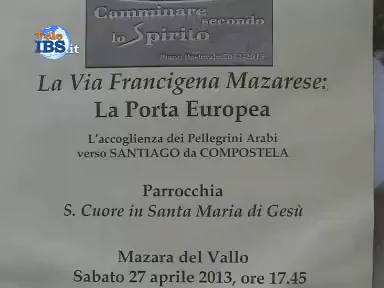 Tele
IBS.it
Camminare secondo
lo Spirito
Piano Pastorale
La Via Francigena Mazarese:
La Porta Europea
L'accoglienza dei Pellegrini Arabi
verso SANTIAGO da COMPOSTELA
Parrocchia
S. Cuore in Santa Maria di Gesù
Mazara del Vallo
Sabato 27 aprile 2013, ore 17.45